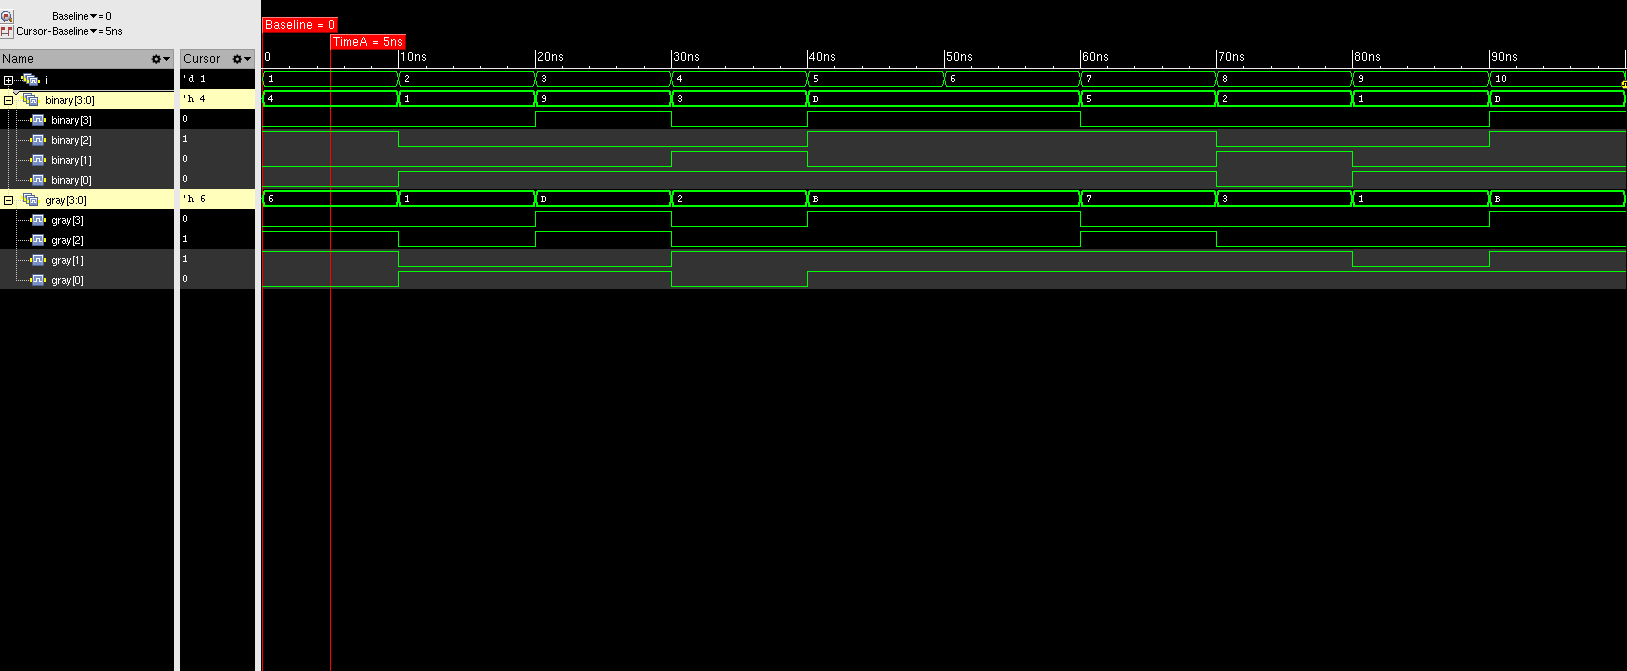 Baseline▾= 0
Cursor-Baseline▾= 5ns
Baseline = 0
TimeA = 5ns
Name Cursor 0 10ns 20ns 30ns 40ns 50ns 60ns 70ns 80ns 90ns
i 'd 1 1 2 3 4 5 6 7 8 9 10
binary[3:0] 'h 4 4 1 9 3 D 5 2 1 D
binary[3] 0
binary[2] 1
binary[1] 0
binary[0] 0
gray[3:0] 'h 6 6 1 D 2 B 7 3 1 B
gray[3] 0
gray[2] 1
gray[1] 1
gray[0] 0